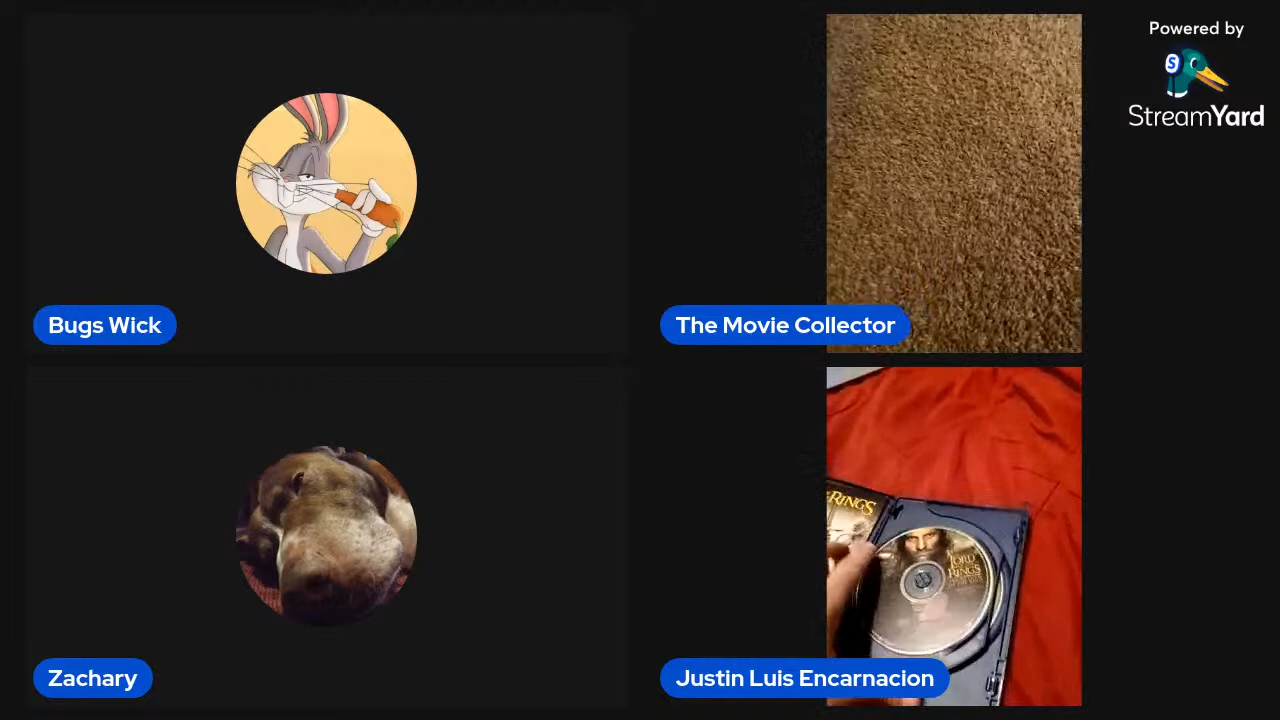 Powered by
StreamYard
S
Bugs Wick
The Movie Collector
RINGS
LORD
RINGS
Zachary
Justin Luis Encarnacion